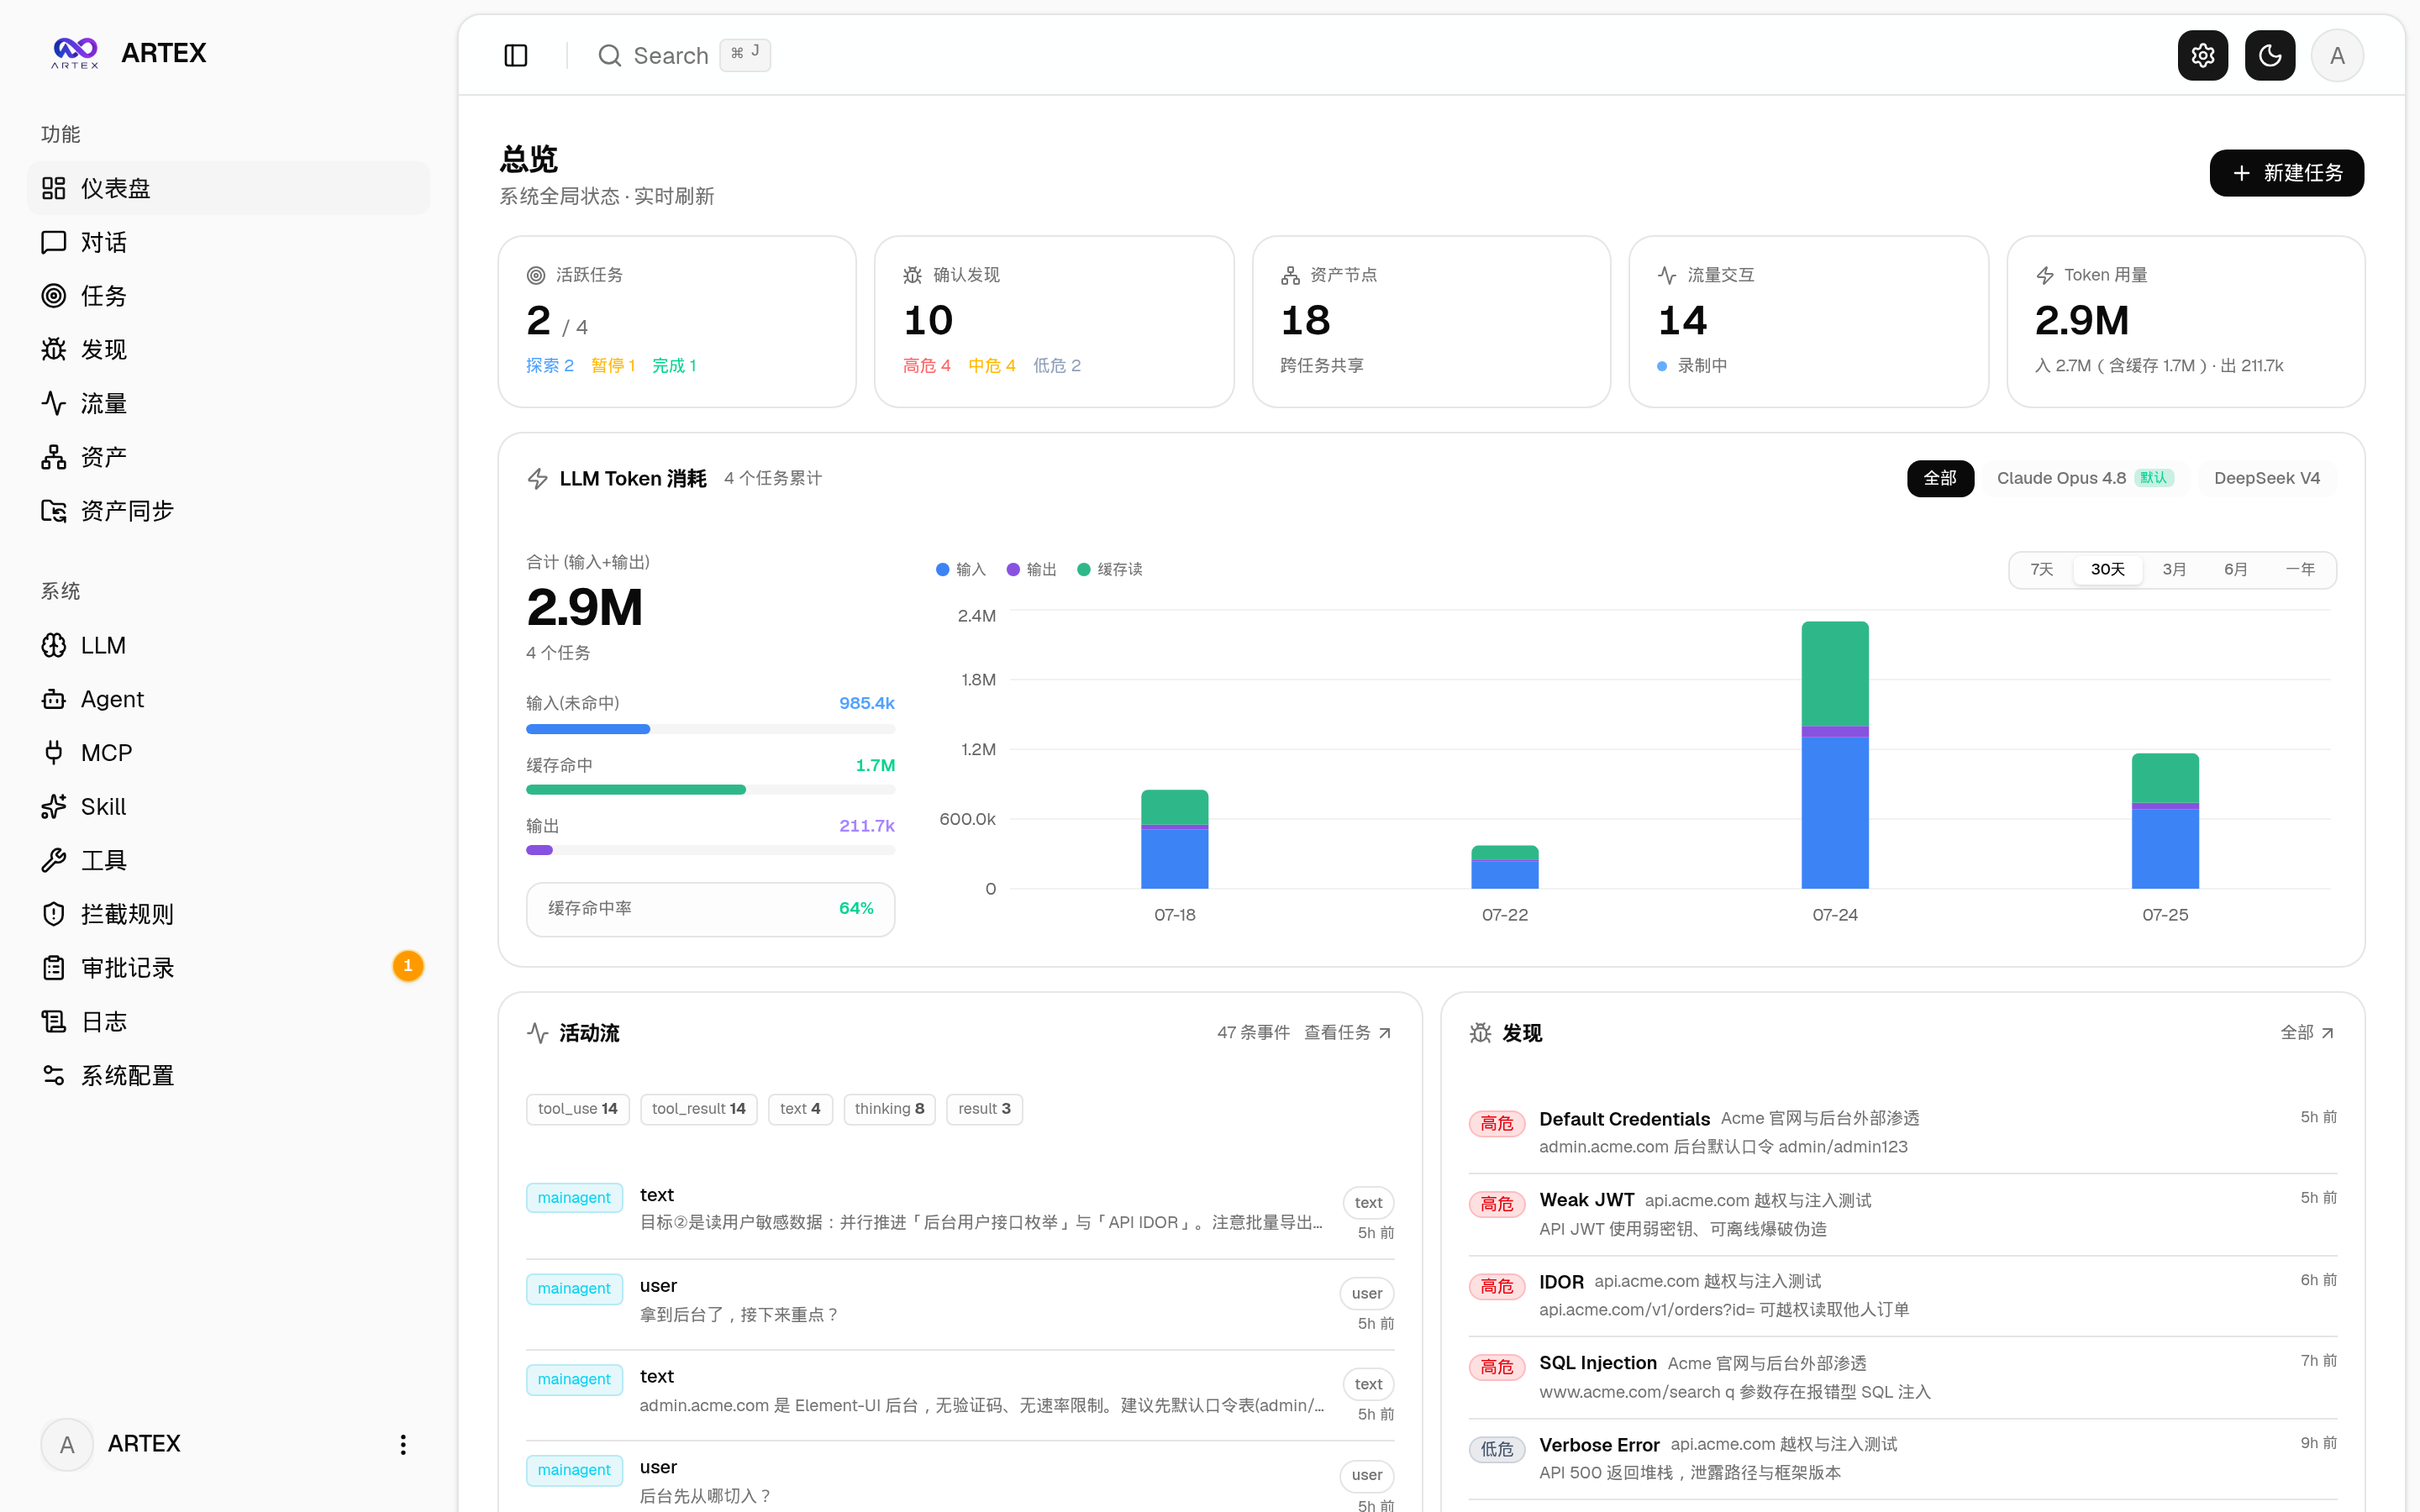 ARTEX
ARTEX
功能
仪表盘
对话
任务
发现
流量
资产
资产同步
系统
LLM
Agent
MCP
Skill
工具
拦截规则
审批记录
1
日志
系统配置
A
ARTEX
Search
⌘ J
A
总览
系统全局状态 · 实时刷新
新建任务
活跃任务
2 / 4
探索 2 暂停 1 完成 1
确认发现
10
高危 4 中危 4 低危 2
资产节点
18
跨任务共享
流量交互
14
录制中
Token 用量
2.9M
入 2.7M ( 含缓存 1.7M ) · 出 211.7k
LLM Token 消耗 4 个任务累计
全部 Claude Opus 4.8 默认 DeepSeek V4
合计 (输入+输出)
2.9M
4 个任务
输入(未命中) 985.4k
缓存命中 1.7M
输出 211.7k
缓存命中率 64%
输入 输出 缓存读
7天 30天 3月 6月 一年
2.4M
1.8M
1.2M
600.0k
0
07-18 07-22 07-24 07-25
活动流 47 条事件 查看任务
tool_use 14 tool_result 14 text 4 thinking 8 result 3
mainagent text text
目标②是读用户敏感数据：并行推进「后台用户接口枚举」与「API IDOR」。注意批量导出...
5h 前
mainagent user user
拿到后台了，接下来重点？
5h 前
mainagent text text
admin.acme.com 是 Element-UI 后台，无验证码、无速率限制。建议先默认口令表(admin/...
5h 前
mainagent user user
后台先从哪切入？
5h 前
发现 全部
高危 Default Credentials Acme 官网与后台外部渗透 5h 前
admin.acme.com 后台默认口令 admin/admin123
高危 Weak JWT api.acme.com 越权与注入测试 5h 前
API JWT 使用弱密钥、可离线爆破伪造
高危 IDOR api.acme.com 越权与注入测试 6h 前
api.acme.com/v1/orders?id= 可越权读取他人订单
高危 SQL Injection Acme 官网与后台外部渗透 7h 前
www.acme.com/search q 参数存在报错型 SQL 注入
低危 Verbose Error api.acme.com 越权与注入测试 9h 前
API 500 返回堆栈，泄露路径与框架版本